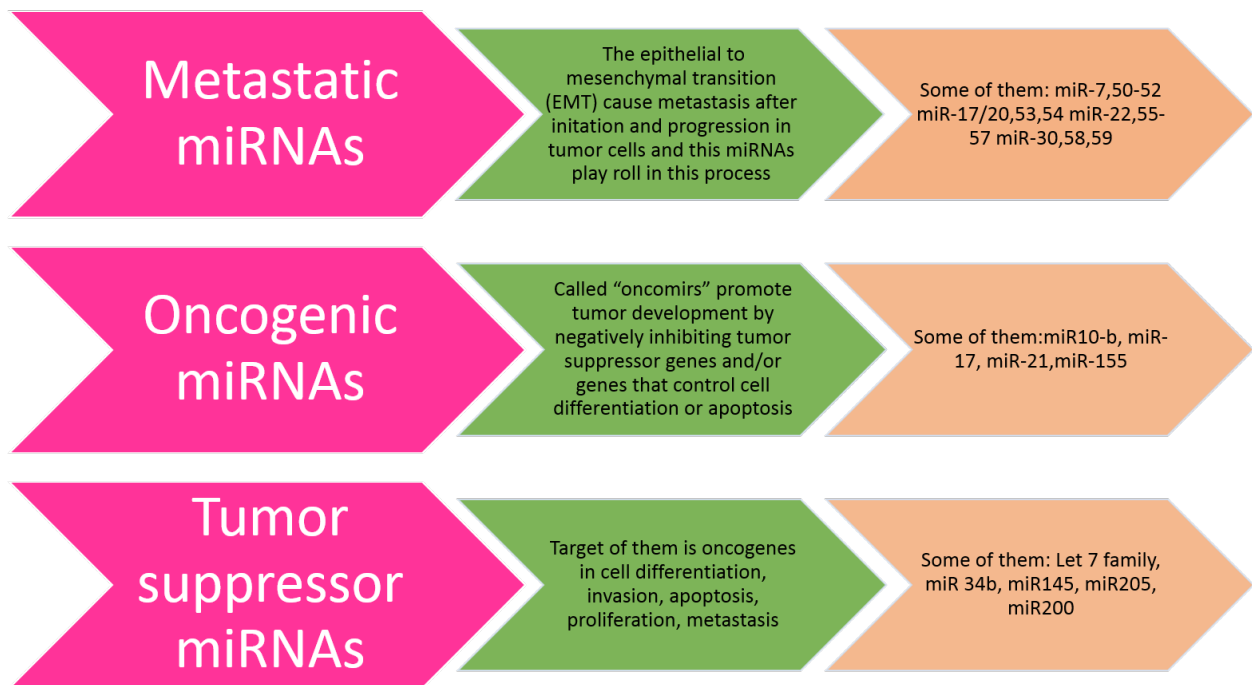 Metastatic
miRNAs
The epithelial to
mesenchymal transition
(EMT) cause metastasis after
initation and progression in
tumor cells and this miRNAs
play roll in this process
Some of them: miR-7,50-52
miR-17/20,53,54 miR-22,55-
57 miR-30,58,59
Oncogenic
miRNAs
Called “oncomirs” promote
tumor development by
negatively inhibiting tumor
suppressor genes and/or
genes that control cell
differentiation or apoptosis
Some of them:miR10-b, miR-
17, miR-21,miR-155
Tumor
suppressor
miRNAs
Target of them is oncogenes
in cell differentiation,
invasion, apoptosis,
proliferation, metastasis
Some of them: Let 7 family,
miR 34b, miR145, miR205,
miR200